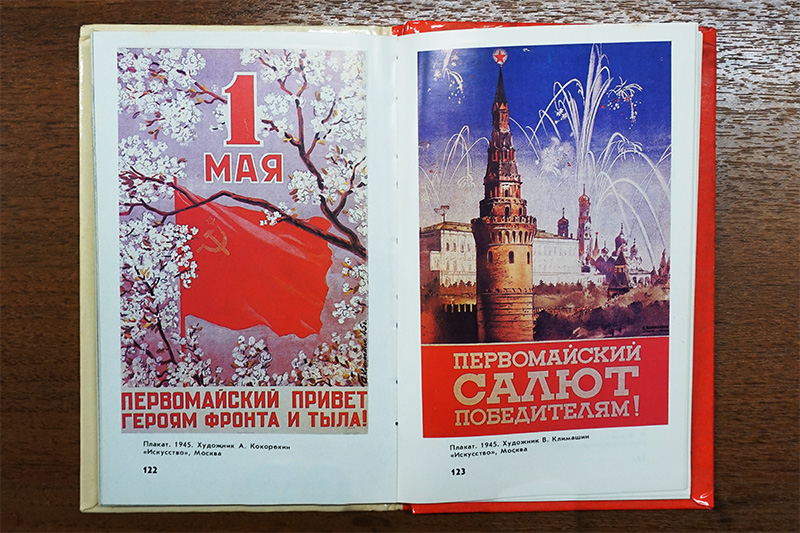 1
МАЯ
ПЕРВОМАЙСКИЙ ПРИВЕТ
ГЕРОЯМ ФРОНТА И ТЫЛА!
Плакат. 1945. Художник А. Кокорекин
«Искусство», Москва
122
ПЕРВОМАЙСКИЙ
САЛЮТ
ПОБЕДИТЕЛЯМ!
Плакат. 1945. Художник В. Климашин
«Искусство», Москва
123